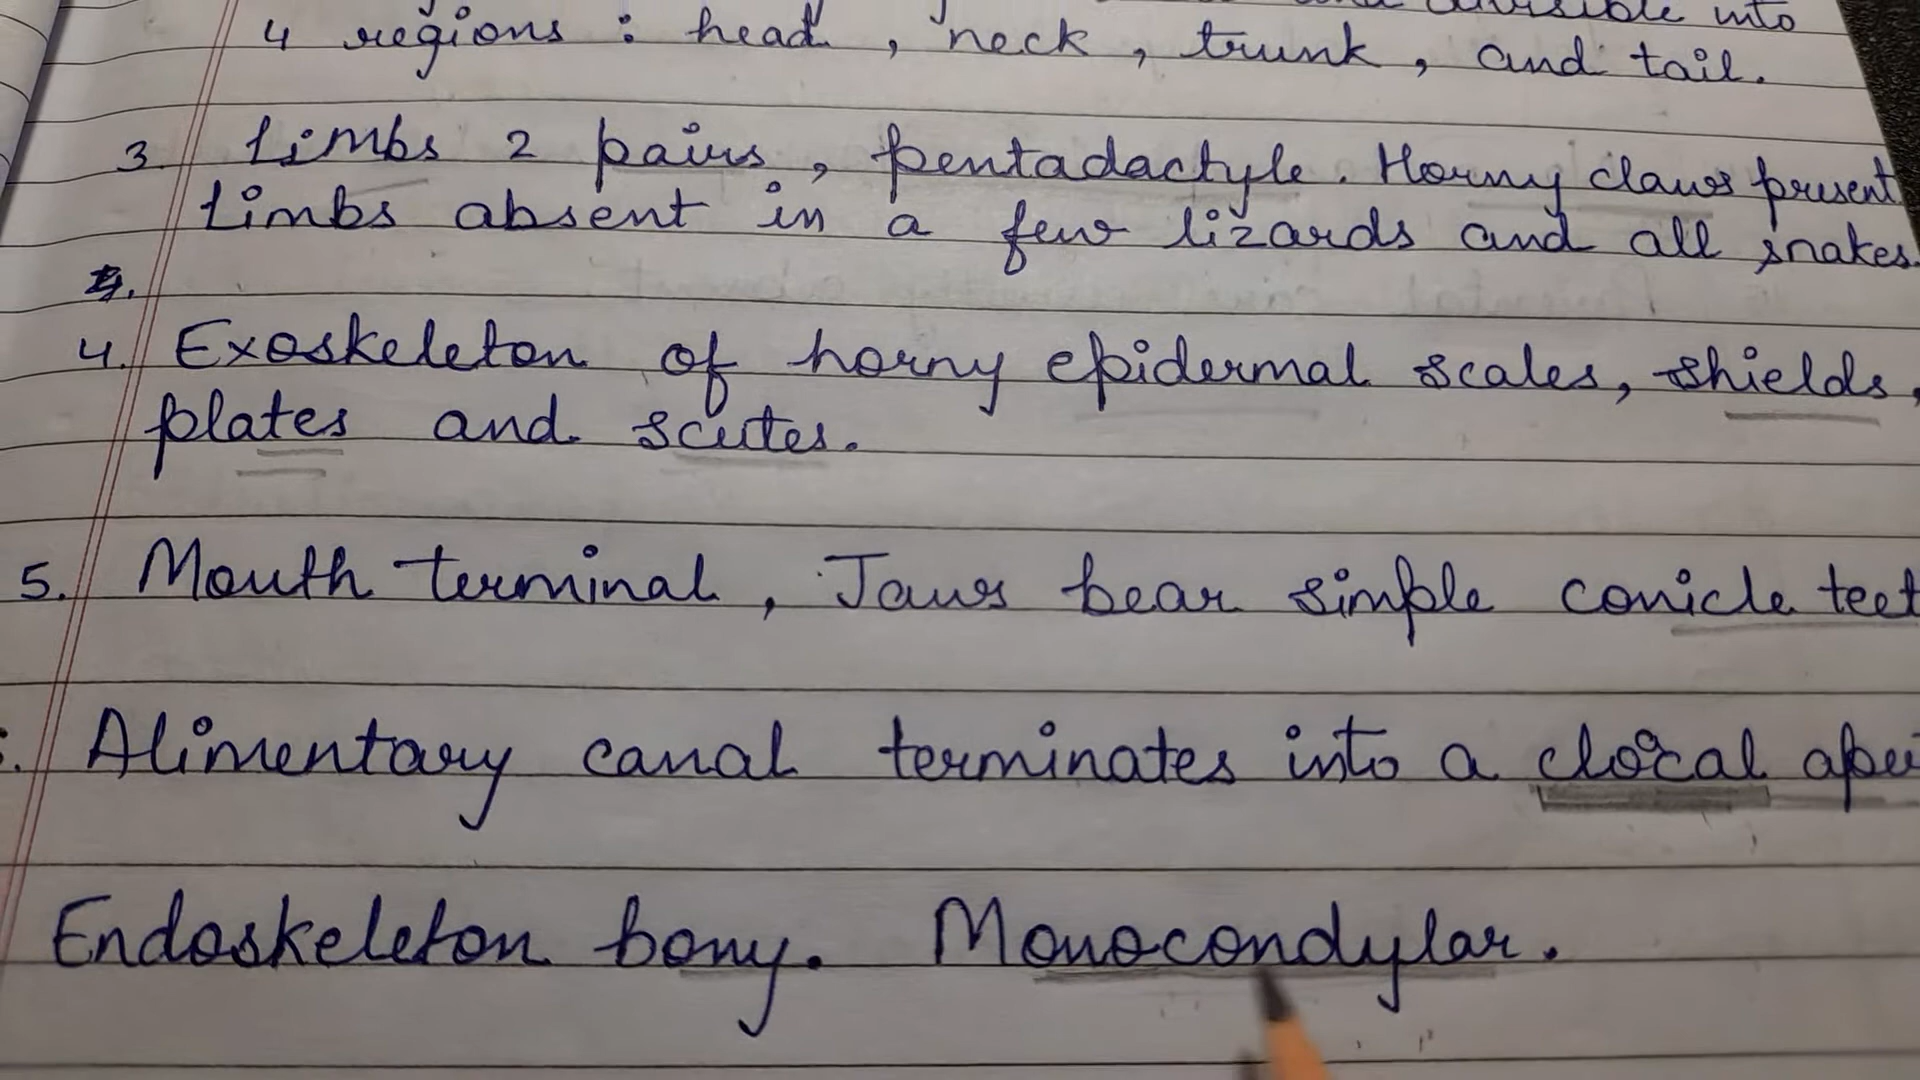 divisible into
4 regions : head , neck , trunk , and tail.
3. Limbs 2 pairs , pentadactyle. Horny claws present
Limbs absent in a few lizards and all snakes.
4. Exoskeleton of horny epidermal scales, shields,
plates and scutes.
5. Mouth terminal , Jaws bear simple conicle teet
Alimentary canal terminates into a cloacal ape
Endoskeleton bony. Monocondylar.